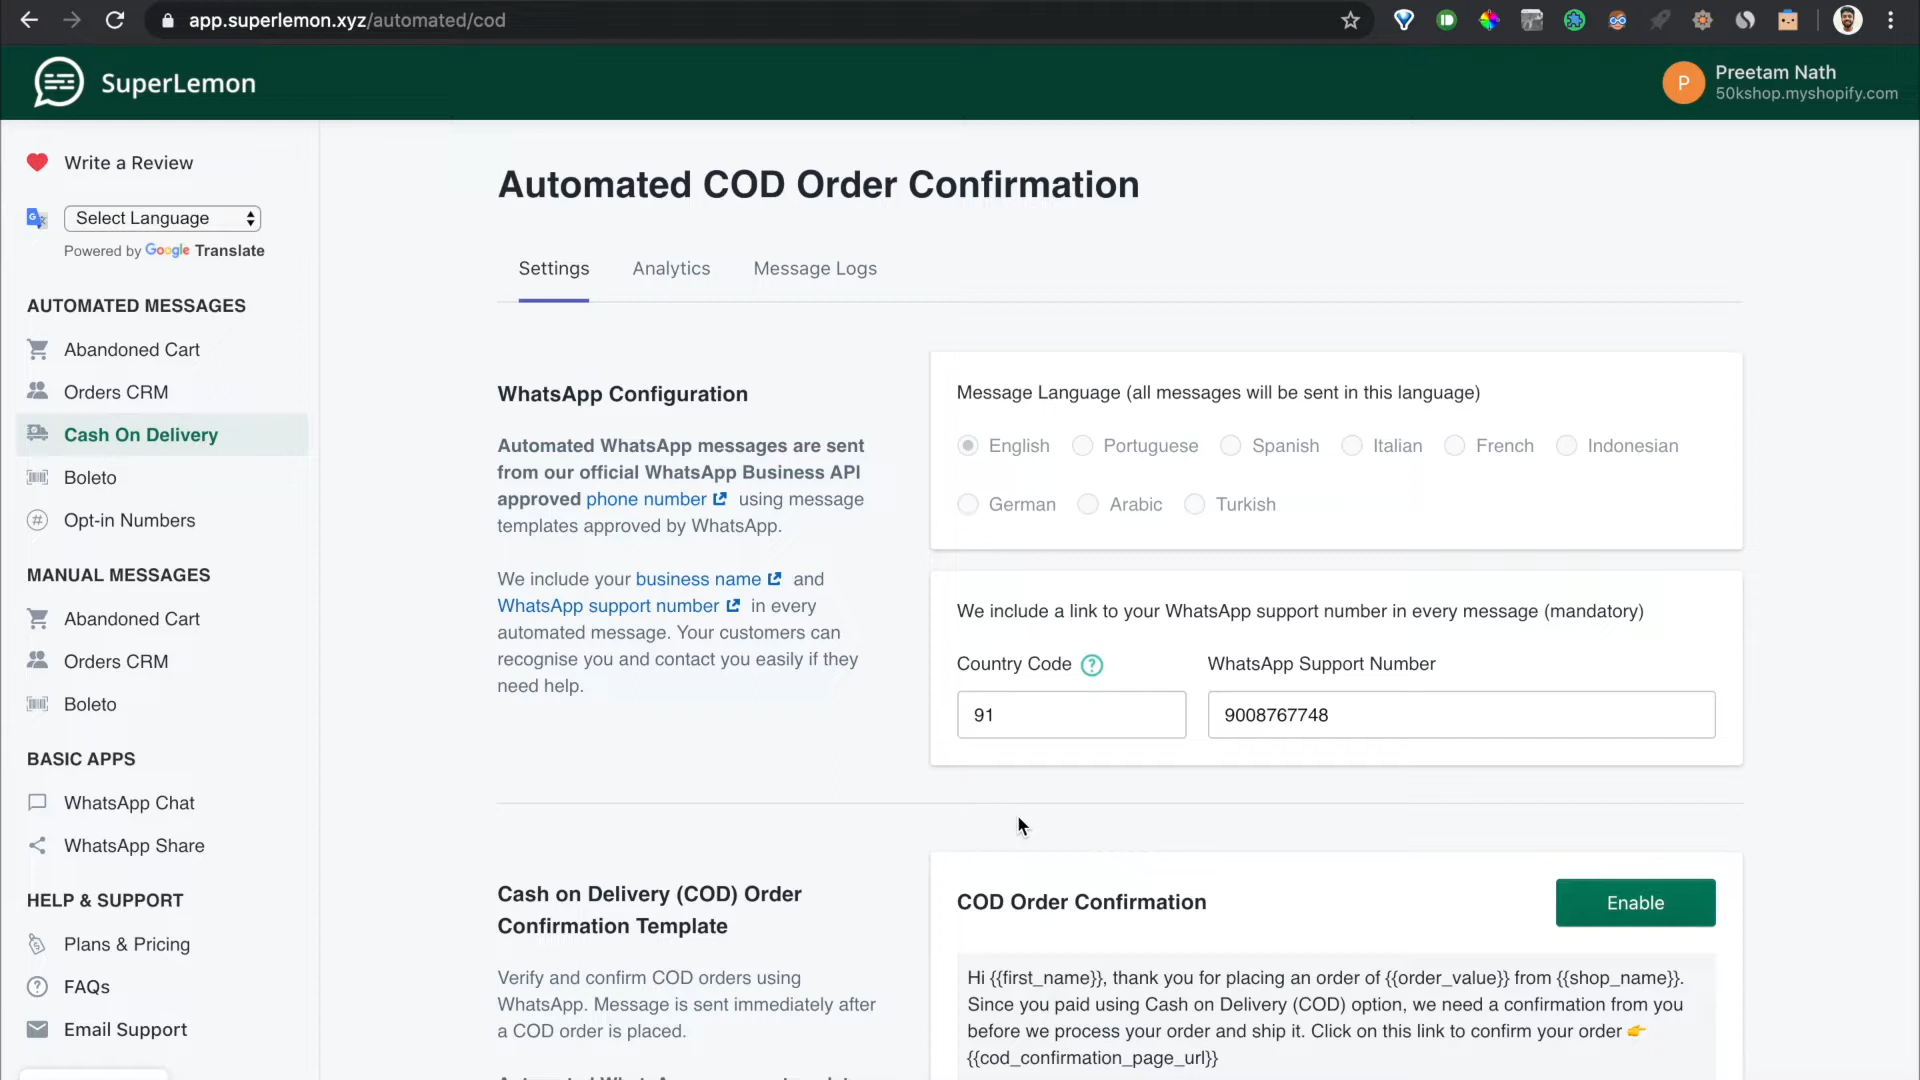 app.superlemon.xyz/automated/cod
SuperLemon
P
Preetam Nath
50kshop.myshopify.com
Write a Review
Select Language
Powered by Google Translate
AUTOMATED MESSAGES
Abandoned Cart
Orders CRM
Cash On Delivery
Boleto
Opt-in Numbers
MANUAL MESSAGES
Abandoned Cart
Orders CRM
Boleto
BASIC APPS
WhatsApp Chat
WhatsApp Share
HELP & SUPPORT
Plans & Pricing
FAQs
Email Support
Automated COD Order Confirmation
Settings Analytics Message Logs
WhatsApp Configuration
Automated WhatsApp messages are sent
from our official WhatsApp Business API
approved phone number using message
templates approved by WhatsApp.
We include your business name and
WhatsApp support number in every
automated message. Your customers can
recognise you and contact you easily if they
need help.
Message Language (all messages will be sent in this language)
English Portuguese Spanish Italian French Indonesian
German Arabic Turkish
We include a link to your WhatsApp support number in every message (mandatory)
Country Code ? WhatsApp Support Number
91 9008767748
Cash on Delivery (COD) Order
Confirmation Template
Verify and confirm COD orders using
WhatsApp. Message is sent immediately after
a COD order is placed.
COD Order Confirmation
Enable
Hi {{first_name}}, thank you for placing an order of {{order_value}} from {{shop_name}}.
Since you paid using Cash on Delivery (COD) option, we need a confirmation from you
before we process your order and ship it. Click on this link to confirm your order 👉
{{cod_confirmation_page_url}}